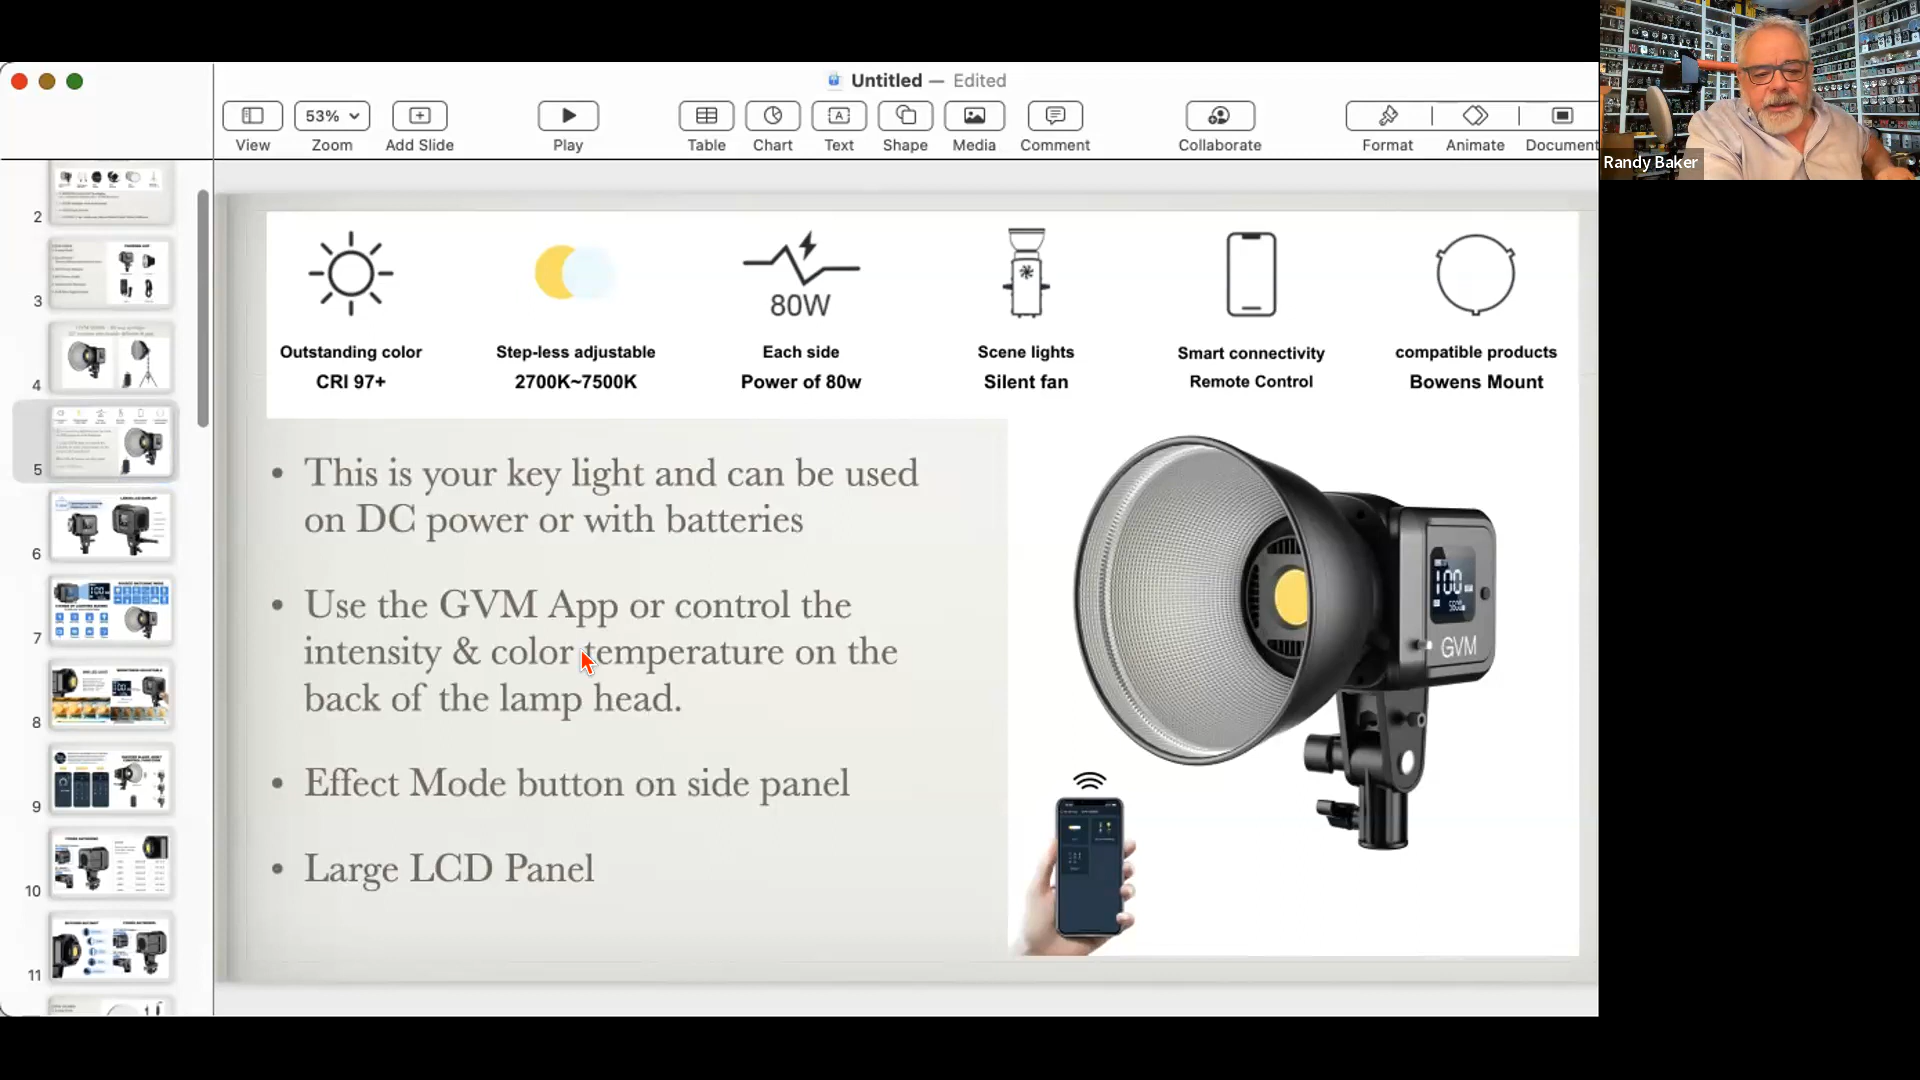 Untitled — Edited
53%
View Zoom Add Slide Play Table Chart Text Shape Media Comment Collaborate Format Animate Document
Randy Baker
2
3
4
5
6
7
8
9
10
11
80W
Outstanding color
CRI 97+
Step-less adjustable
2700K~7500K
Each side
Power of 80w
Scene lights
Silent fan
Smart connectivity
Remote Control
compatible products
Bowens Mount
• This is your key light and can be used
on DC power or with batteries
• Use the GVM App or control the
intensity & color temperature on the
back of the lamp head.
• Effect Mode button on side panel
• Large LCD Panel
100
GVM